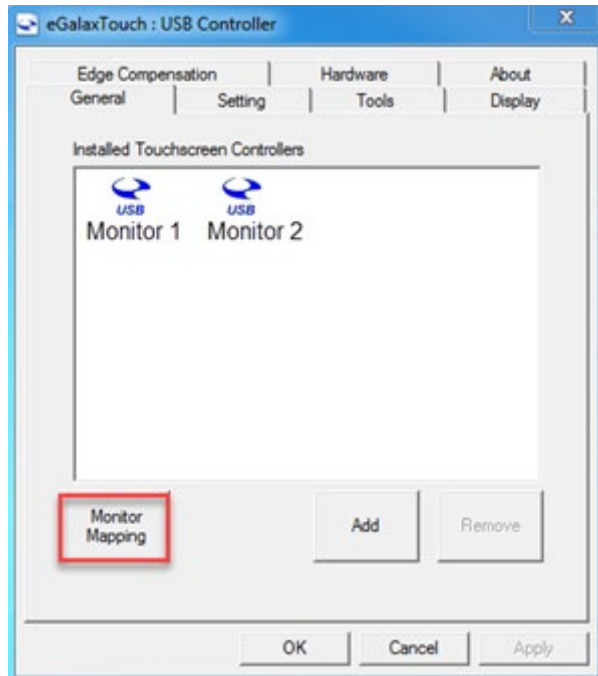 eGalaxTouch : USB Controller
X
Edge Compensation Hardware About
General Setting Tools Display
Installed Touchscreen Controllers
USB USB
Monitor 1 Monitor 2
Monitor
Mapping
Add
Remove
OK Cancel Apply